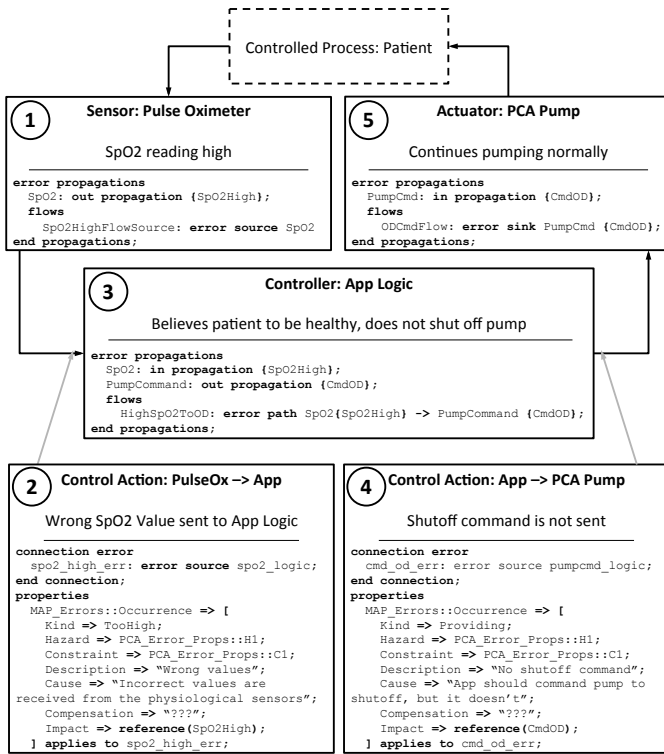 Controlled Process: Patient
1
Sensor: Pulse Oximeter
SpO2 reading high
error propagations
SpO2: out propagation {SpO2High};
flows
SpO2HighFlowSource: error source SpO2
end propagations;
5
Actuator: PCA Pump
Continues pumping normally
error propagations
PumpCmd: in propagation {CmdOD};
flows
ODCmdFlow: error sink PumpCmd {CmdOD};
end propagations;
3
Controller: App Logic
Believes patient to be healthy, does not shut off pump
error propagations
SpO2: in propagation {SpO2High};
PumpCommand: out propagation {CmdOD};
flows
HighSpO2ToOD: error path SpO2{SpO2High} -> PumpCommand {CmdOD};
end propagations;
2
Control Action: PulseOx –> App
Wrong SpO2 Value sent to App Logic
connection error
spo2_high_err: error source spo2_logic;
end connection;
properties
MAP_Errors::Occurrence => [
Kind => TooHigh;
Hazard => PCA_Error_Props::H1;
Constraint => PCA_Error_Props::C1;
Description => “Wrong values”;
Cause => “Incorrect values are
received from the physiological sensors”;
Compensation => “???”;
Impact => reference(SpO2High);
] applies to spo2_high_err;
4
Control Action: App –> PCA Pump
Shutoff command is not sent
connection error
cmd_od_err: error source pumpcmd_logic;
end connection;
properties
MAP_Errors::Occurrence => [
Kind => Providing;
Hazard => PCA_Error_Props::H1;
Constraint => PCA_Error_Props::C1;
Description => “No shutoff command”;
Cause => “App should command pump to
shutoff, but it doesn’t”;
Compensation => “???”;
Impact => reference(CmdOD);
] applies to cmd_od_err;